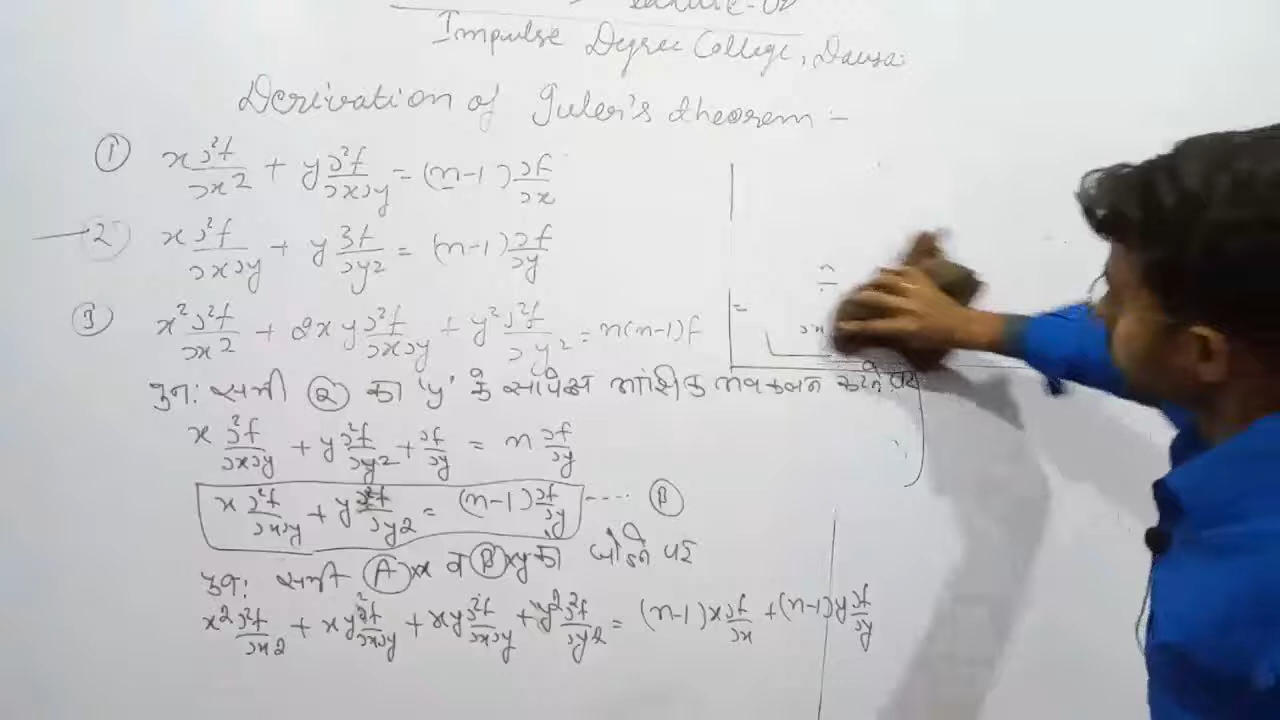 Impulse Degree College, Dausa
Derivation of Euler's theorem :-
① x ∂²f/∂x² + y ∂²f/∂x∂y = (n-1) ∂f/∂x
② x ∂²f/∂x∂y + y ∂²f/∂y² = (n-1) ∂f/∂y
③ x² ∂²f/∂x² + 2xy ∂²f/∂x∂y + y² ∂²f/∂y² = n(n-1)f
पुनः समी ② का 'y' के सापेक्ष आंशिक अवकलन करने पर
x ∂²f/∂x∂y + y ∂²f/∂y² + ∂f/∂y = n ∂f/∂y
x ∂²f/∂x∂y + y ∂²f/∂y² = (n-1) ∂f/∂y ---- Ⓑ
पुनः समी Ⓐ×x व Ⓑ×y को जोड़ने पर
x² ∂²f/∂x² + xy ∂²f/∂x∂y + xy ∂²f/∂x∂y + y² ∂²f/∂y² = (n-1) x ∂f/∂x + (n-1) y ∂f/∂y